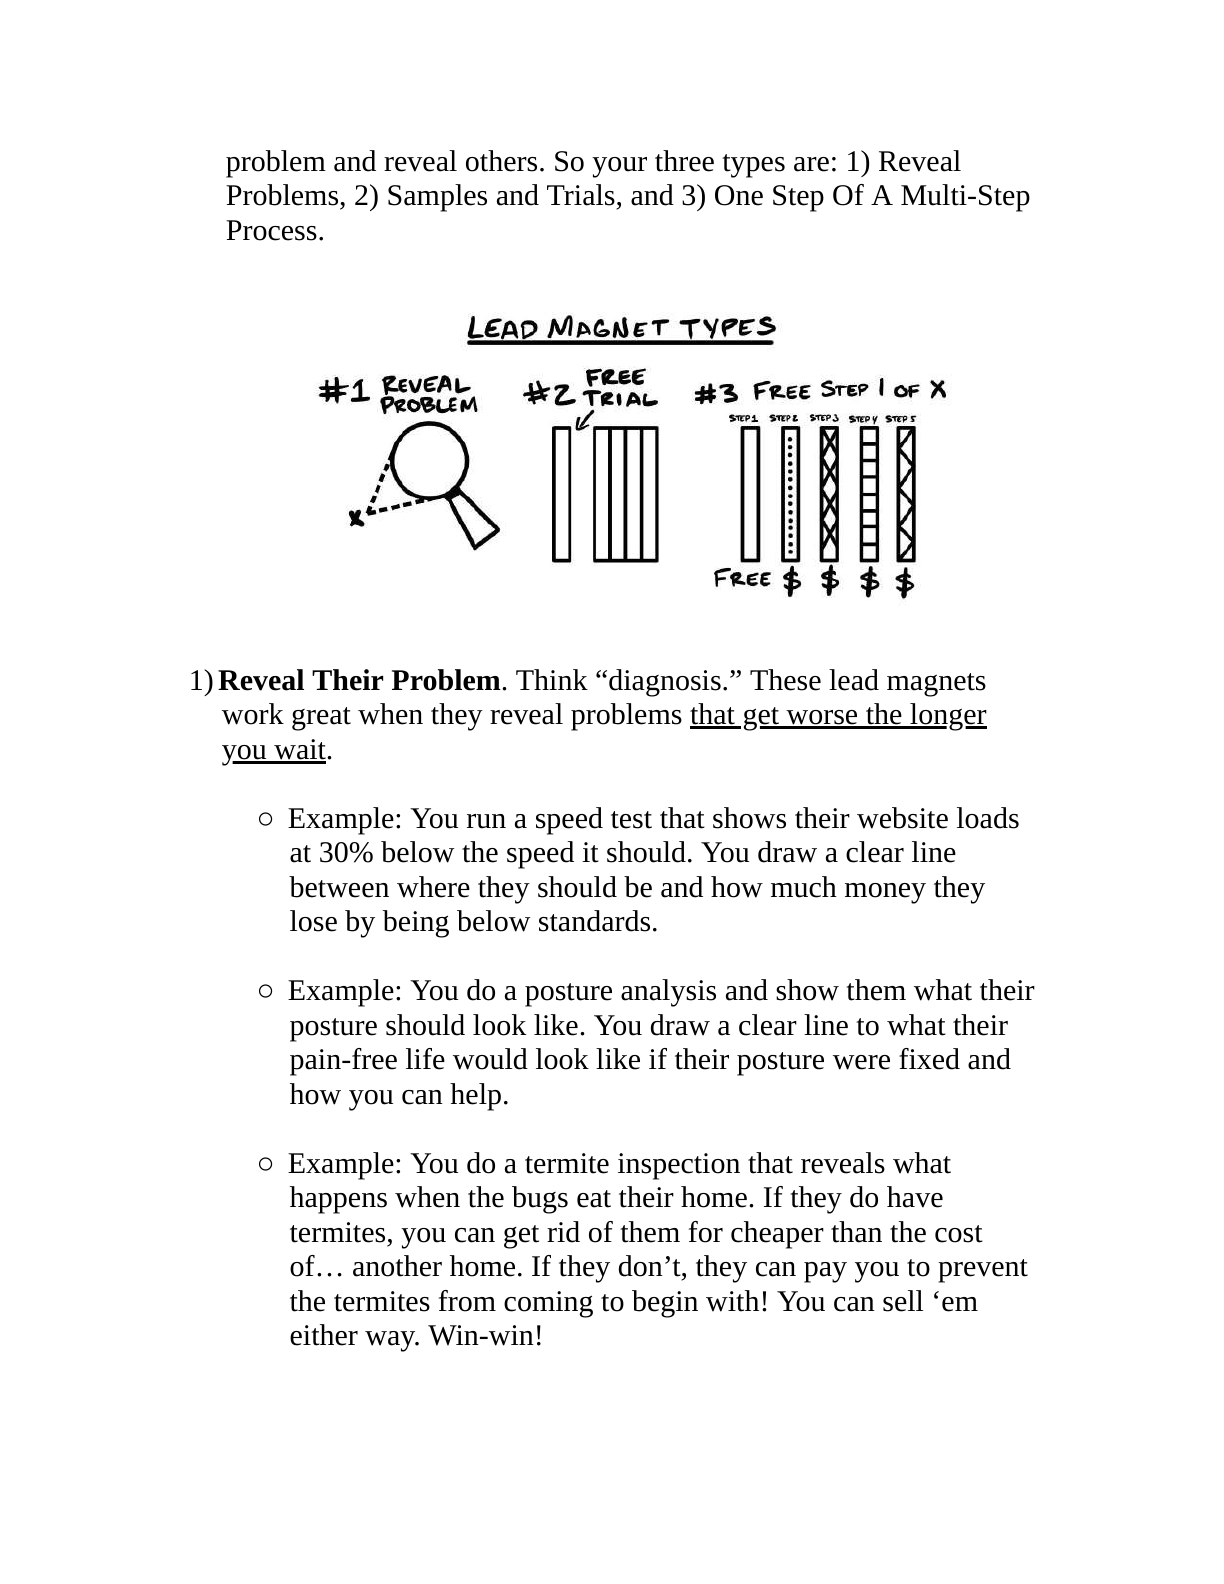 problem and reveal others. So your three types are: 1) Reveal
Problems, 2) Samples and Trials, and 3) One Step Of A Multi-Step
Process.
LEAD MAGNET TYPES
#1 REVEAL
PROBLEM
#2 FREE
TRIAL
#3 FREE STEP 1 OF X
STEP 1 STEP 2 STEP 3 STEP 4 STEP 5
X
FREE $ $ $ $
1) Reveal Their Problem. Think “diagnosis.” These lead magnets
work great when they reveal problems that get worse the longer
you wait.
○ Example: You run a speed test that shows their website loads
at 30% below the speed it should. You draw a clear line
between where they should be and how much money they
lose by being below standards.
○ Example: You do a posture analysis and show them what their
posture should look like. You draw a clear line to what their
pain-free life would look like if their posture were fixed and
how you can help.
○ Example: You do a termite inspection that reveals what
happens when the bugs eat their home. If they do have
termites, you can get rid of them for cheaper than the cost
of… another home. If they don’t, they can pay you to prevent
the termites from coming to begin with! You can sell ‘em
either way. Win-win!